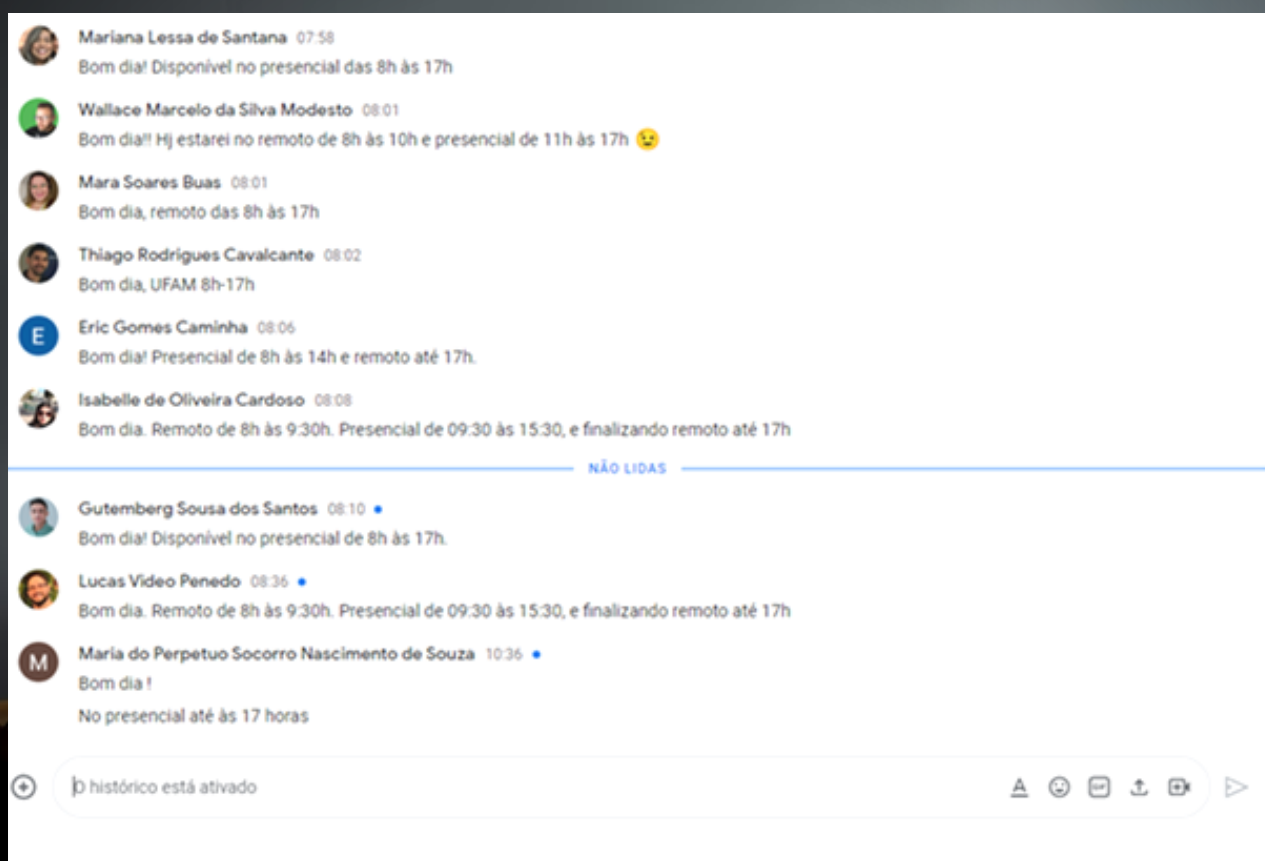 Mariana Lessa de Santana 07:58
Bom dia! Disponível no presencial das 8h às 17h
Wallace Marcelo da Silva Modesto 08:01
Bom dia!! Hj estarei no remoto de 8h às 10h e presencial de 11h às 17h 😉
Mara Soares Buas 08:01
Bom dia, remoto das 8h às 17h
Thiago Rodrigues Cavalcante 08:02
Bom dia, UFAM 8h-17h
E
Eric Gomes Caminha 08:06
Bom dia! Presencial de 8h às 14h e remoto até 17h.
Isabelle de Oliveira Cardoso 08:08
Bom dia. Remoto de 8h às 9:30h. Presencial de 09:30 às 15:30, e finalizando remoto até 17h
NÃO LIDAS
Gutemberg Sousa dos Santos 08:10
Bom dia! Disponível no presencial de 8h às 17h.
Lucas Video Penedo 08:36
Bom dia. Remoto de 8h às 9:30h. Presencial de 09:30 às 15:30, e finalizando remoto até 17h
M
Maria do Perpetuo Socorro Nascimento de Souza 10:36
Bom dia !
No presencial até às 17 horas
O histórico está ativado
A GIF